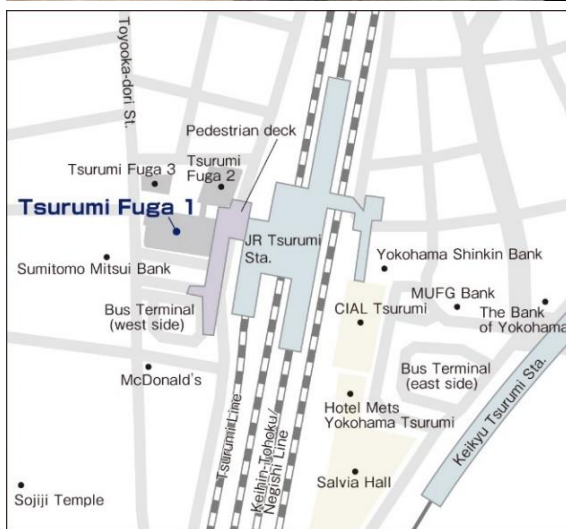 Toyooka-dori St.
Pedestrian deck
Tsurumi Fuga 3
Tsurumi
Fuga 2
Tsurumi Fuga 1
JR Tsurumi
Sta.
Sumitomo Mitsui Bank
Yokohama Shinkin Bank
MUFG Bank
The Bank
of Yokohama
Bus Terminal
(west side)
CIAL Tsurumi
Bus Terminal
(east side)
McDonald's
Tsurumi Line
Keihin-Tohoku/
Negishi Line
Hotel Mets
Yokohama Tsurumi
Keikyu Tsurumi Sta.
Sojiji Temple
Salvia Hall